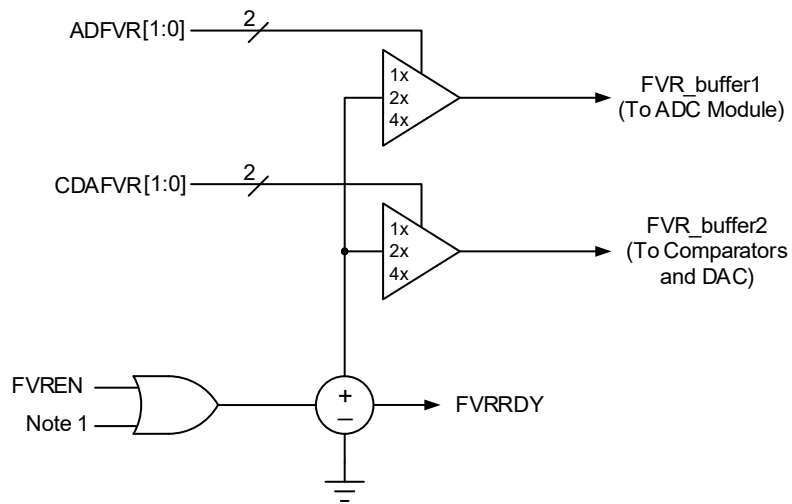 ADFVR[1:0]
2
1x
2x
4x
FVR_buffer1
(To ADC Module)
CDAFVR[1:0]
2
1x
2x
4x
FVR_buffer2
(To Comparators
and DAC)
FVREN
Note 1
+
–
FVRRDY